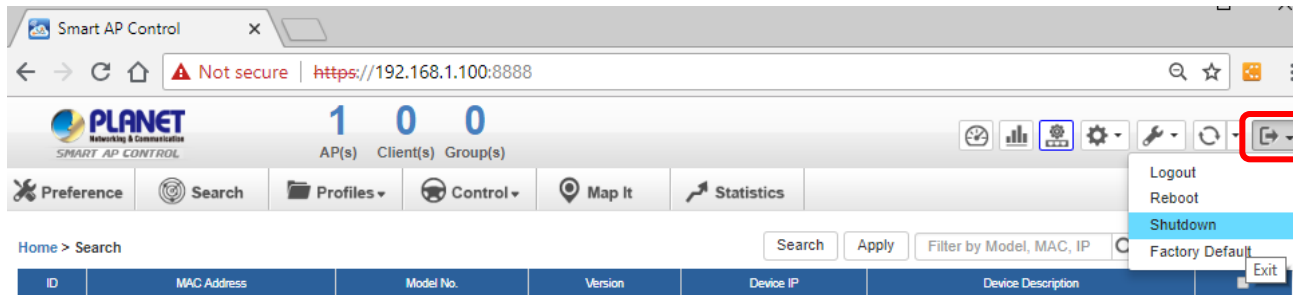 Smart AP Control
Not secure https://192.168.1.100:8888
PLANET
Networking & Communication
SMART AP CONTROL
1 0 0
AP(s) Client(s) Group(s)
Logout
Reboot
Shutdown
Factory Default
Exit
Preference Search Profiles Control Map It Statistics
Home > Search
Search Apply Filter by Model, MAC, IP
ID MAC Address Model No. Version Device IP Device Description